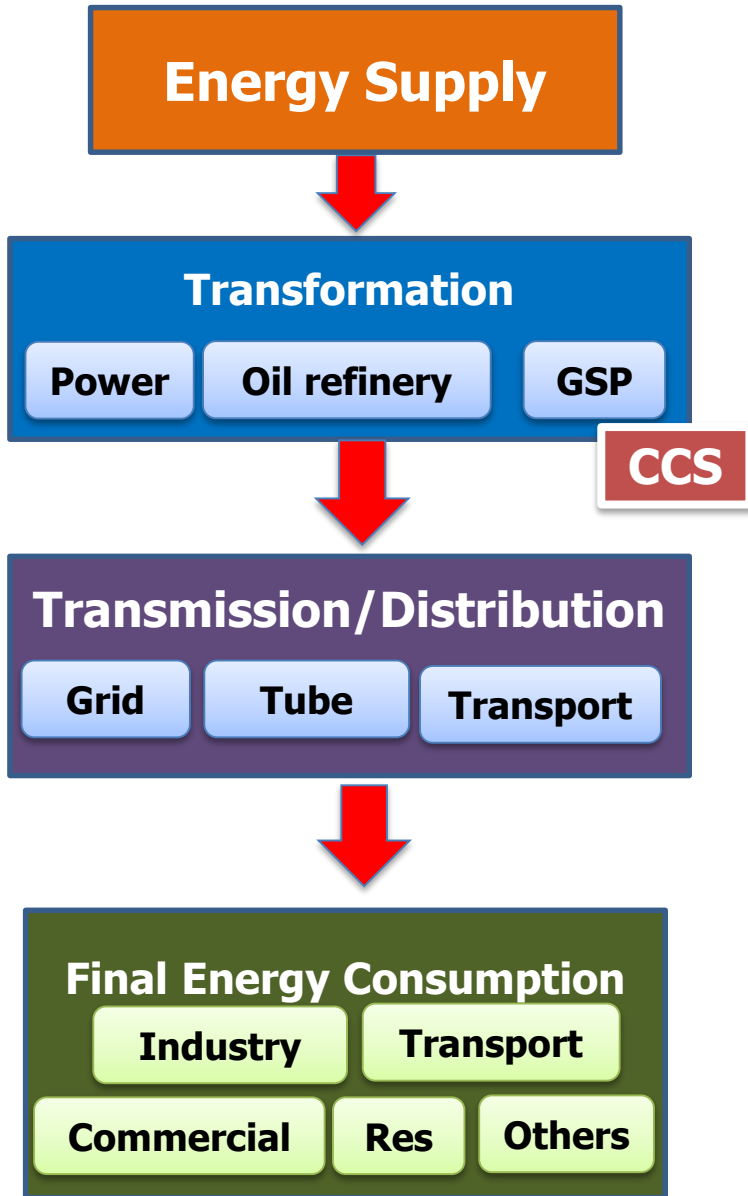 Energy Supply
Transformation
Power Oil refinery GSP
CCS
Transmission/Distribution
Grid Tube Transport
Final Energy Consumption
Industry Transport
Commercial Res Others